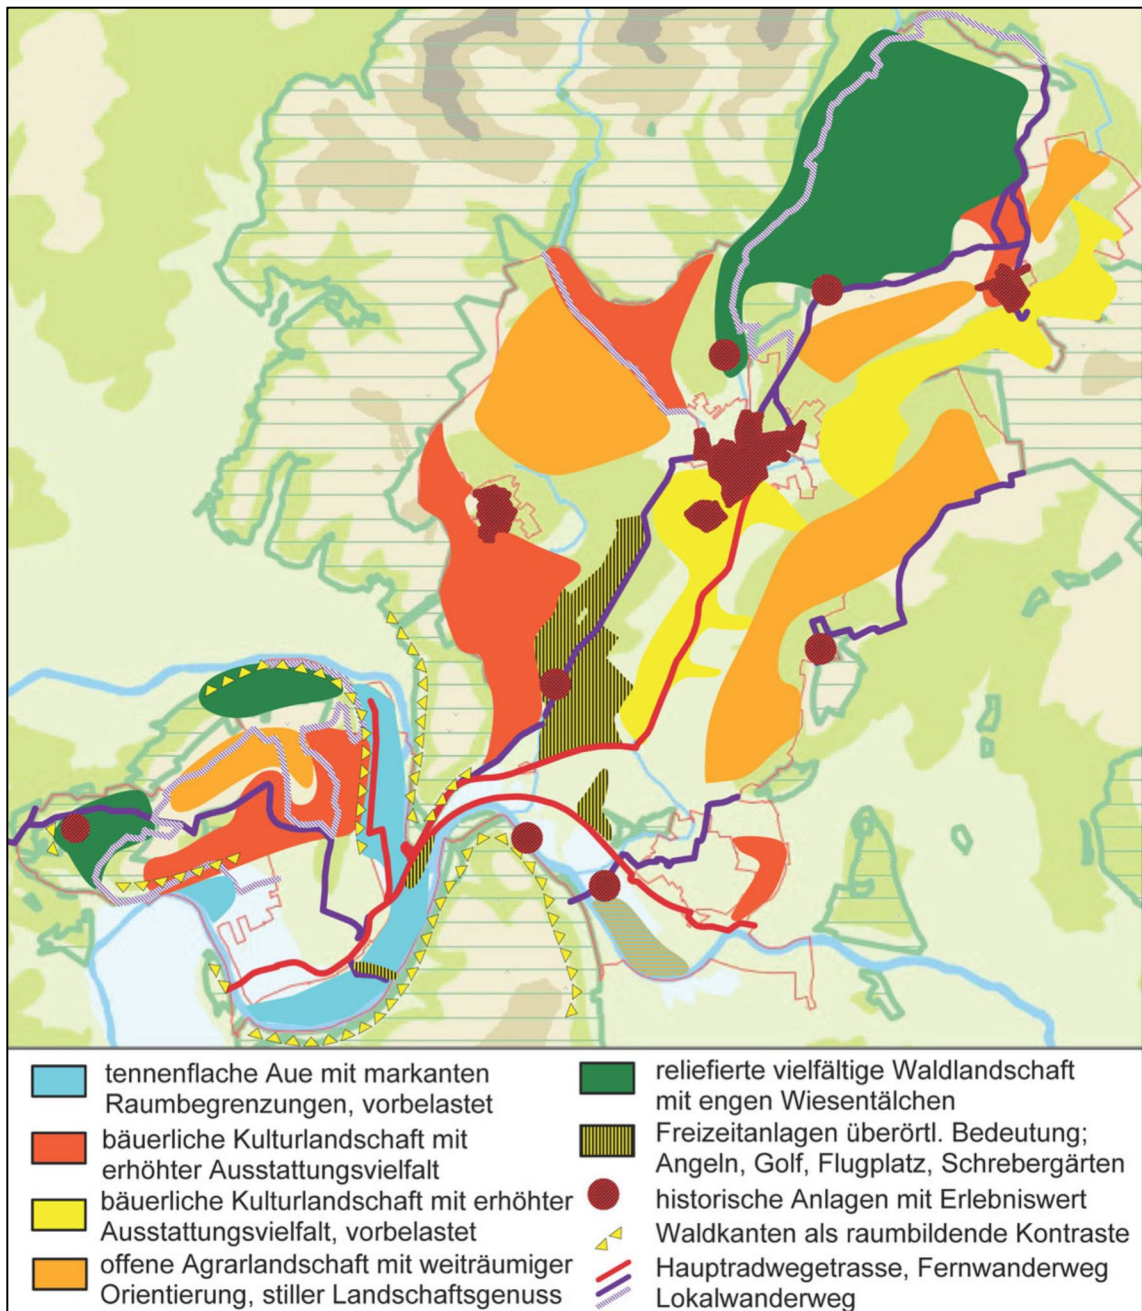 tennenflache Aue mit markanten
Raumbegrenzungen, vorbelastet
bäuerliche Kulturlandschaft mit
erhöhter Ausstattungsvielfalt
bäuerliche Kulturlandschaft mit erhöhter
Ausstattungsvielfalt, vorbelastet
offene Agrarlandschaft mit weiträumiger
Orientierung, stiller Landschaftsgenuss
reliefierte vielfältige Waldlandschaft
mit engen Wiesentälchen
Freizeitanlagen überörtl. Bedeutung;
Angeln, Golf, Flugplatz, Schrebergärten
historische Anlagen mit Erlebniswert
Waldkanten als raumbildende Kontraste
Hauptradwegetrasse, Fernwanderweg
Lokalwanderweg